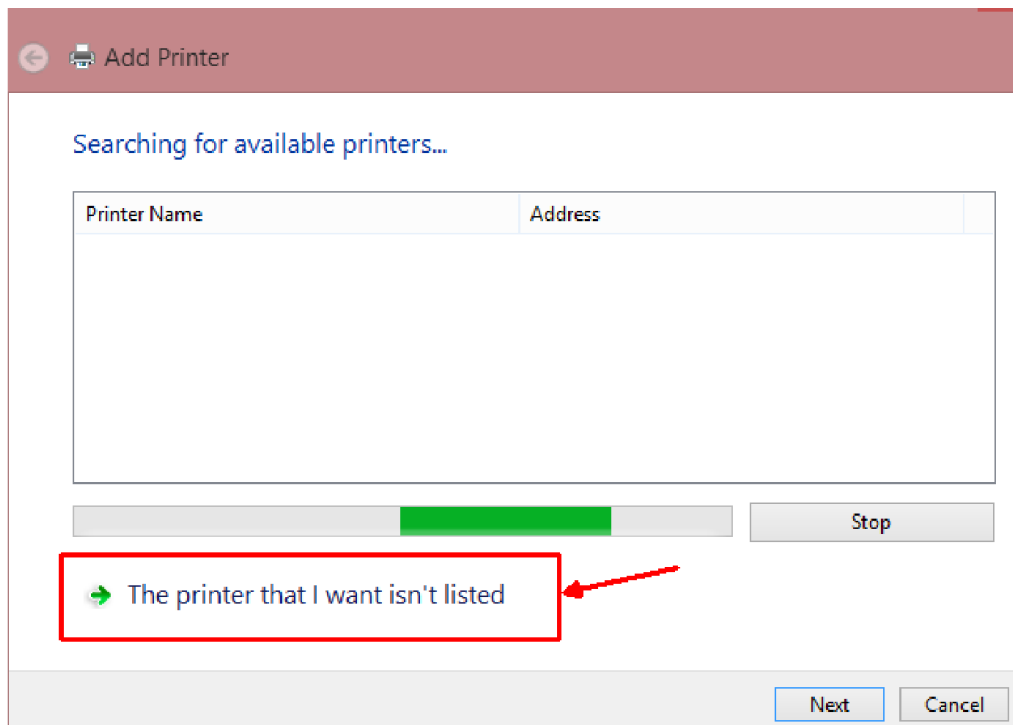 Add Printer
Searching for available printers...
Printer Name Address
Stop
The printer that I want isn't listed
Next Cancel